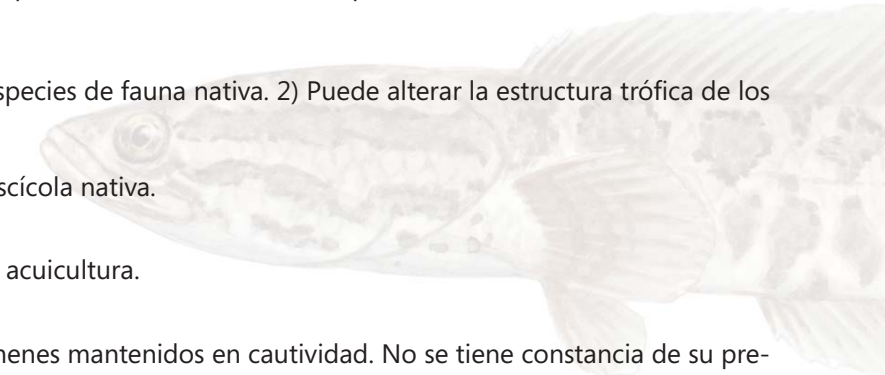 species de fauna nativa. 2) Puede alterar la estructura trófica de los
scícola nativa.
acuicultura.
menes mantenidos en cautividad. No se tiene constancia de su pre-